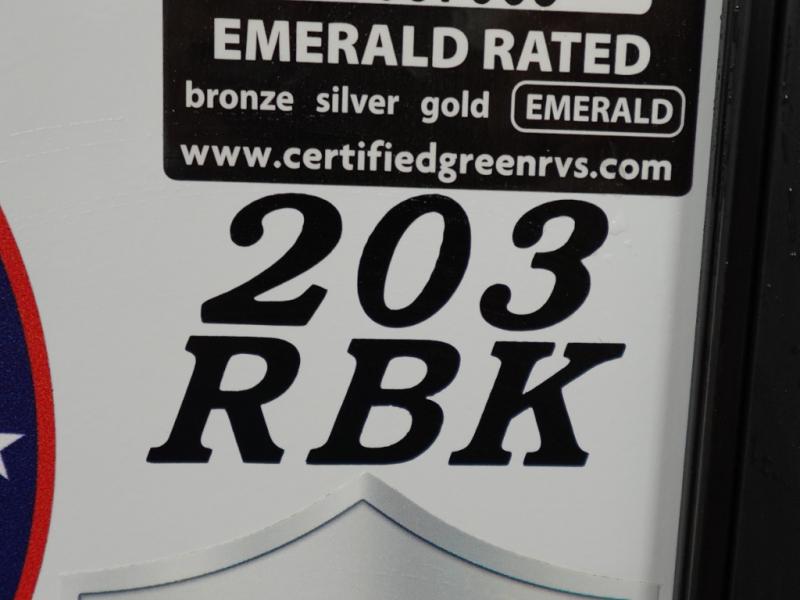 EMERALD RATED
bronze silver gold EMERALD
www.certifiedgreenrvs.com
203
RBK